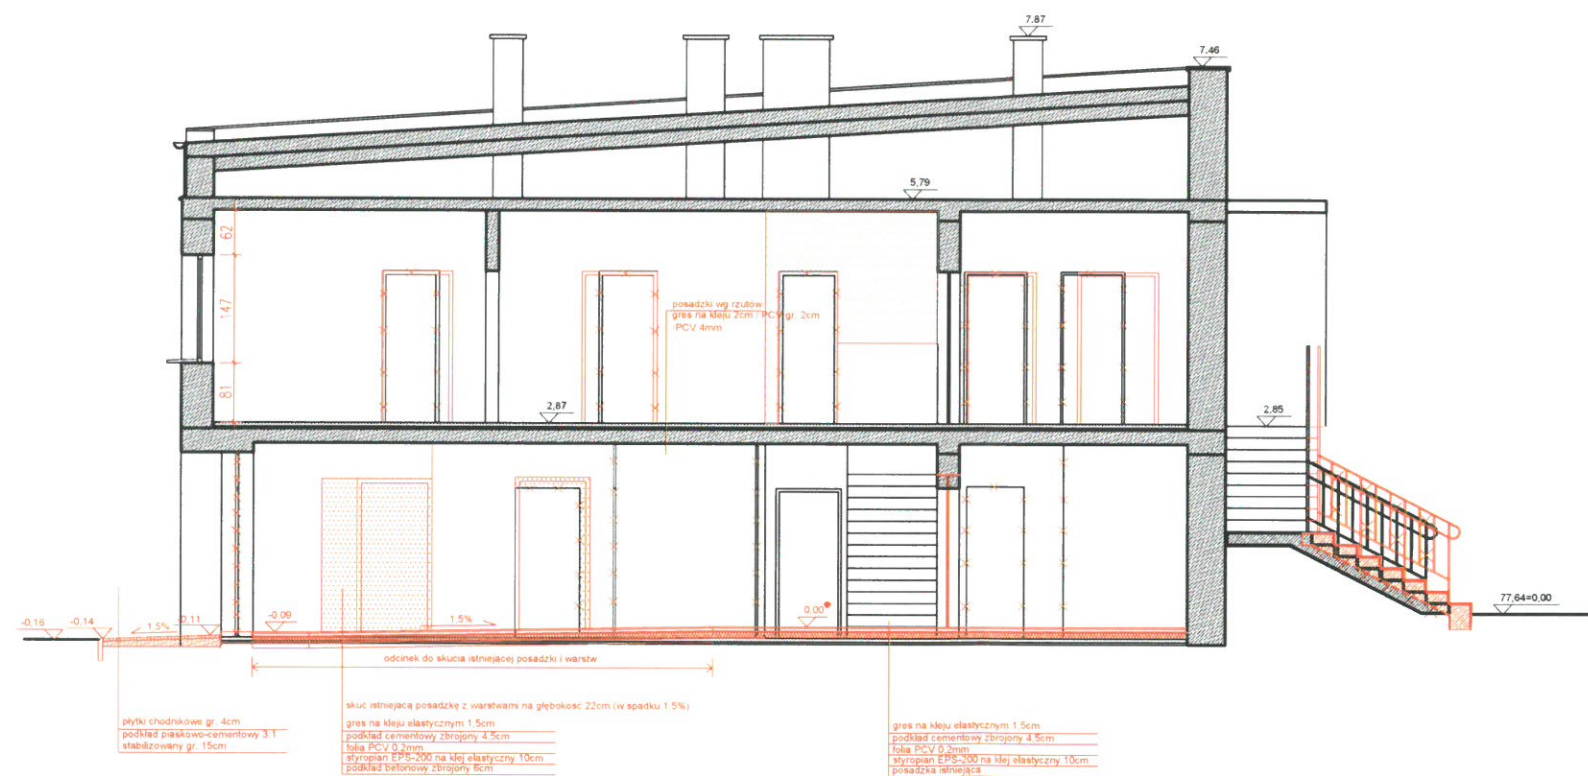 7,87
7,46
5,79
62
147
81
posadzki wg rzutów
gres na kleju 2cm / PCV gr. 2cm
PCV 4mm
2,87
2,85
-0,16
-0,14
1.5%
-0,11
-0,09
1.5%
0,00
77,64=0,00
odcinek do skucia istniejącej posadzki i warstw
skuć istniejącą posadzkę z warstwami na głębokość 22cm (w spadku 1.5%)
gres na kleju elastycznym 1.5cm
podkład cementowy zbrojony 4.5cm
folia PCV 0.2mm
styropian EPS-200 na klej elastyczny 10cm
podkład betonowy zbrojony 6cm
płytki chodnikowe gr. 4cm
podkład piaskowo-cementowy 3:1
stabilizowany gr. 15cm
gres na kleju elastycznym 1.5cm
podkład cementowy zbrojony 4.5cm
folia PCV 0.2mm
styropian EPS-200 na klej elastyczny 10cm
posadzka istniejąca